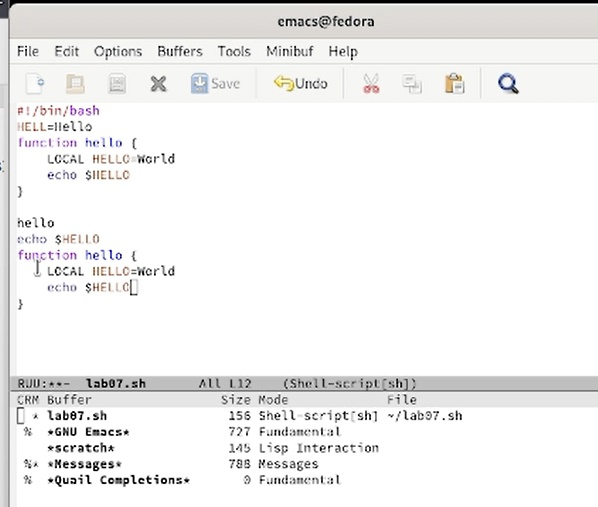 emacs@fedora
File Edit Options Buffers Tools Minibuf Help
Save Undo
#!/bin/bash
HELL=Hello
function hello {
    LOCAL HELLO=World
    echo $HELLO
}
hello
echo $HELLO
function hello {
    LOCAL HELLO=World
    echo $HELLO
}
RUU:**- lab07.sh All L12 (Shell-script[sh])
CRM Buffer Size Mode File
* lab07.sh 156 Shell-script[sh] ~/lab07.sh
% *GNU Emacs* 727 Fundamental
*scratch* 145 Lisp Interaction
%* *Messages* 788 Messages
% *Quail Completions* 0 Fundamental